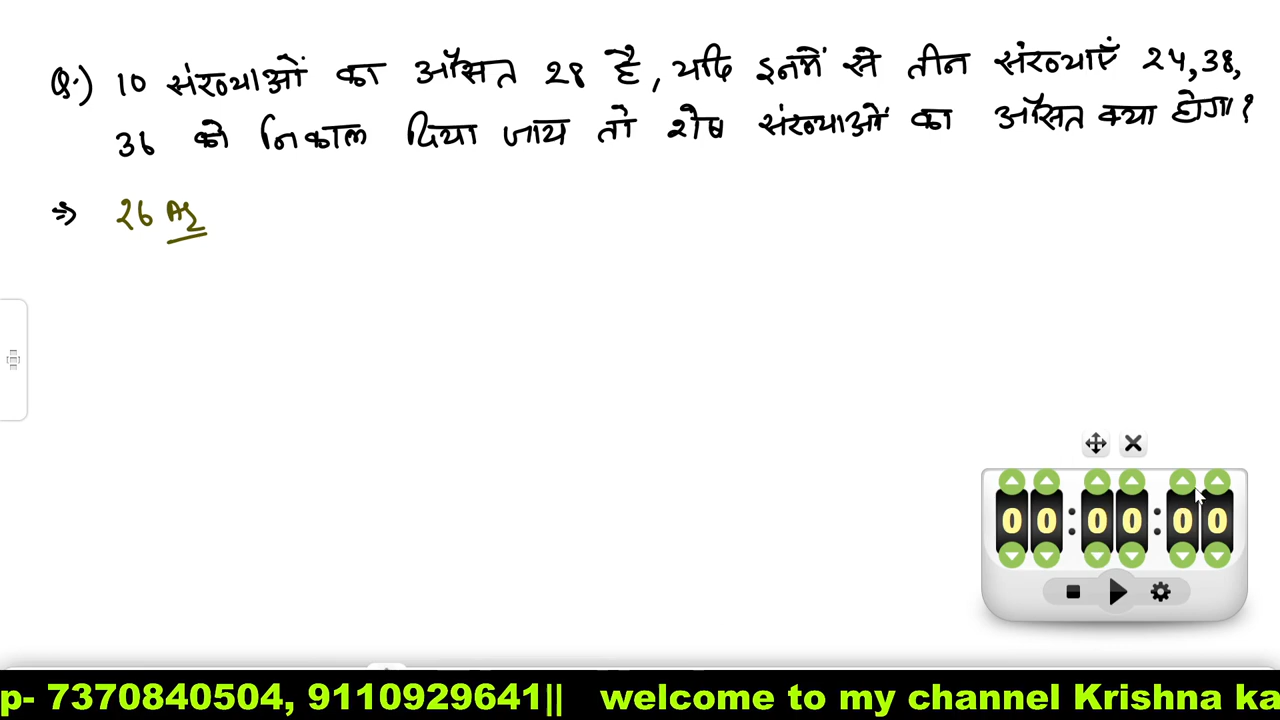 Q.) 10 संख्याओं का औसत 28 है, यदि इनमें से तीन संख्याएँ 24, 38,
36 को निकाल दिया जाय तो शेष संख्याओं का औसत क्या होगा?
⇒ 26 Ans
00:00:00
p- 7370840504, 9110929641|| welcome to my channel Krishna ka